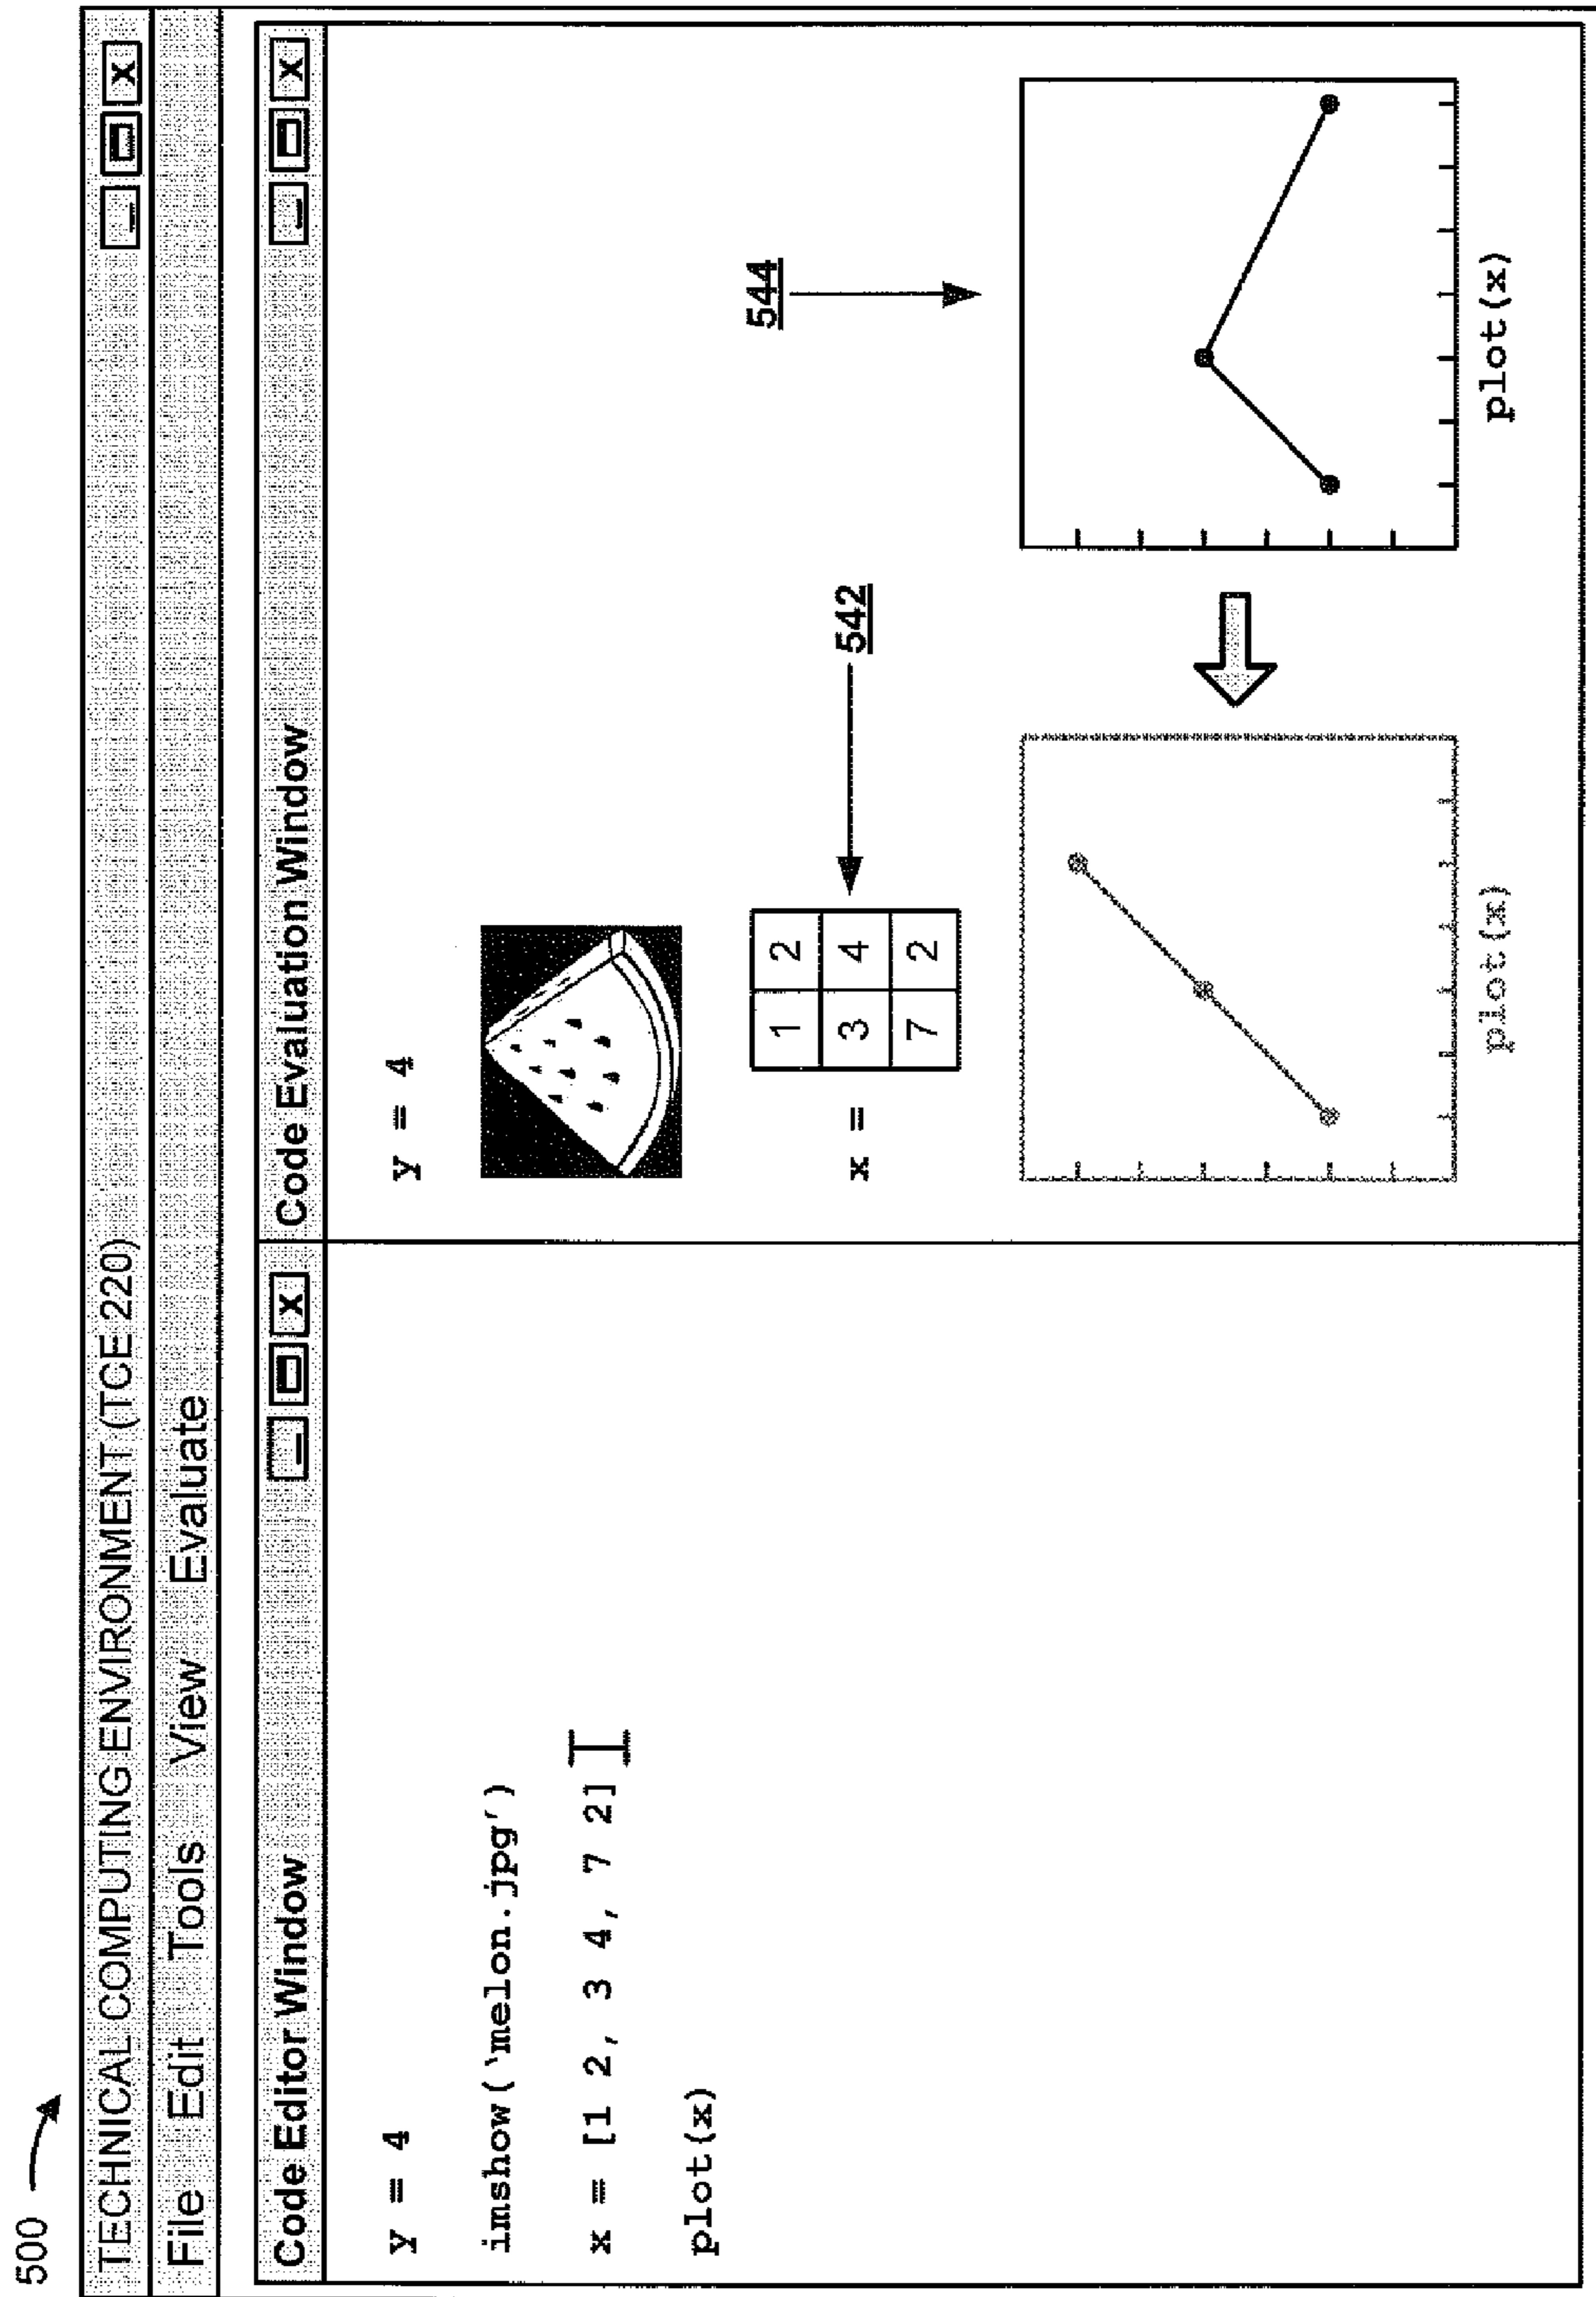 500
TECHNICAL COMPUTING ENVIRONMENT (TCE 220)
_ X
File Edit Tools View Evaluate
Code Editor Window _ X
y = 4
imshow(‵melon.jpg′)
x = [1 2, 3 4, 7 2]
plot(x)
Code Evaluation Window _ X
y = 4
x =
1 2
3 4
7 2
542
544
plot(x)
plot(x)